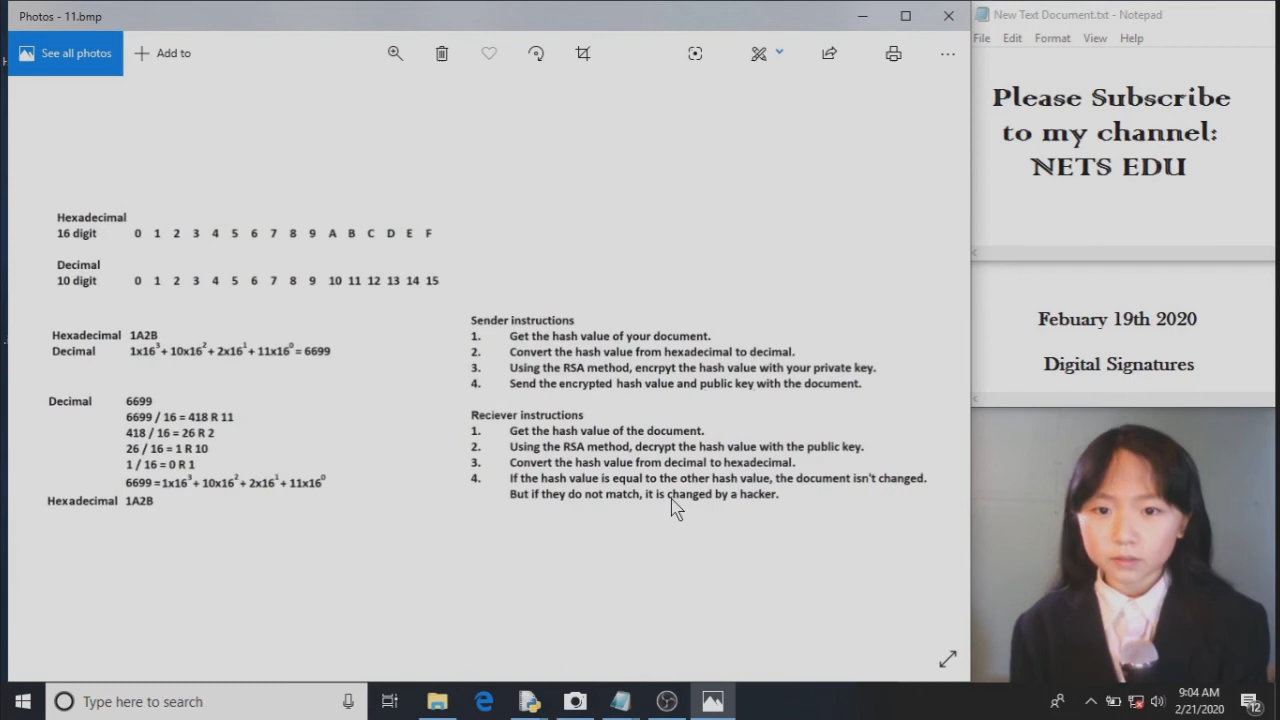 Photos - 11.bmp
See all photos
Add to
Hexadecimal
16 digit 0 1 2 3 4 5 6 7 8 9 A B C D E F
Decimal
10 digit 0 1 2 3 4 5 6 7 8 9 10 11 12 13 14 15
Hexadecimal 1A2B
Decimal 1x16³ + 10x16² + 2x16¹ + 11x16⁰ = 6699
Decimal 6699
6699 / 16 = 418 R 11
418 / 16 = 26 R 2
26 / 16 = 1 R 10
1 / 16 = 0 R 1
6699 = 1x16³ + 10x16² + 2x16¹ + 11x16⁰
Hexadecimal 1A2B
Sender instructions
1. Get the hash value of your document.
2. Convert the hash value from hexadecimal to decimal.
3. Using the RSA method, encrpyt the hash value with your private key.
4. Send the encrypted hash value and public key with the document.
Reciever instructions
1. Get the hash value of the document.
2. Using the RSA method, decrypt the hash value with the public key.
3. Convert the hash value from decimal to hexadecimal.
4. If the hash value is equal to the other hash value, the document isn't changed.
But if they do not match, it is changed by a hacker.
New Text Document.txt - Notepad
File Edit Format View Help
Please Subscribe
to my channel:
NETS EDU
Febuary 19th 2020
Digital Signatures
Type here to search
9:04 AM
2/21/2020
12